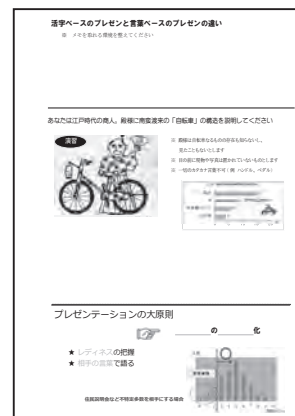 活字ベースのプレゼンと言葉ベースのプレゼンの違い
※ メモを取れる環境を整えてください
あなたは江戸時代の商人。殿様に南蛮渡来の「自転車」の構造を説明してください
演習
※ 殿様は自転車なるものの存在も知らないし、
見たこともないとします
※ 目の前に現物や写真は置かれていないものとします
※ 一切のカタカナ言葉不可（例 ハンドル、ペダル）
プレゼンテーションの大原則
の 化
★ レディネスの把握
★ 相手の言葉で語る
住民説明会など不特定多数を相手にする場合